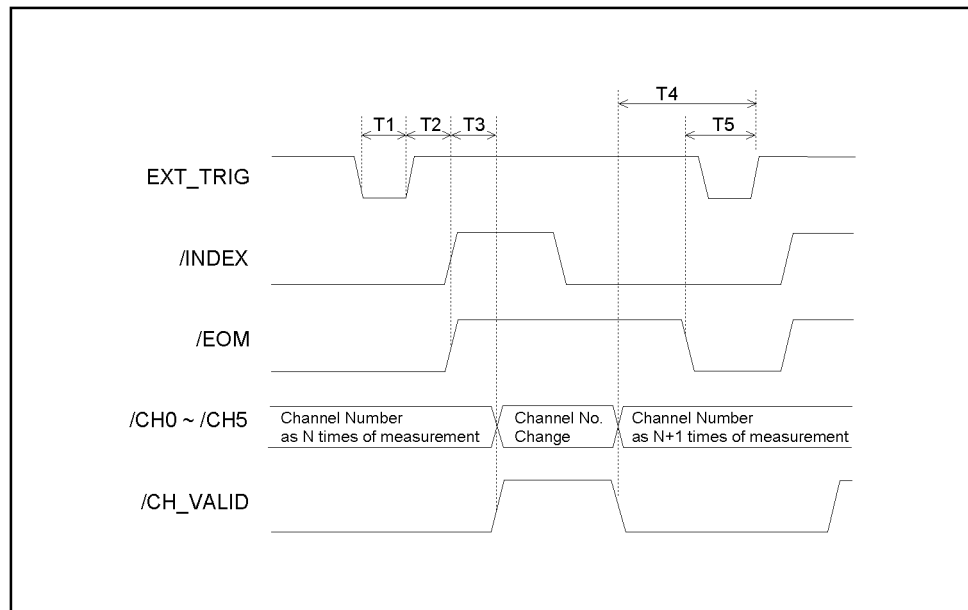 T4
T1 T2 T3 T5
EXT_TRIG
/INDEX
/EOM
/CH0 ~ /CH5
Channel Number
as N times of measurement
Channel No.
Change
Channel Number
as N+1 times of measurement
/CH_VALID